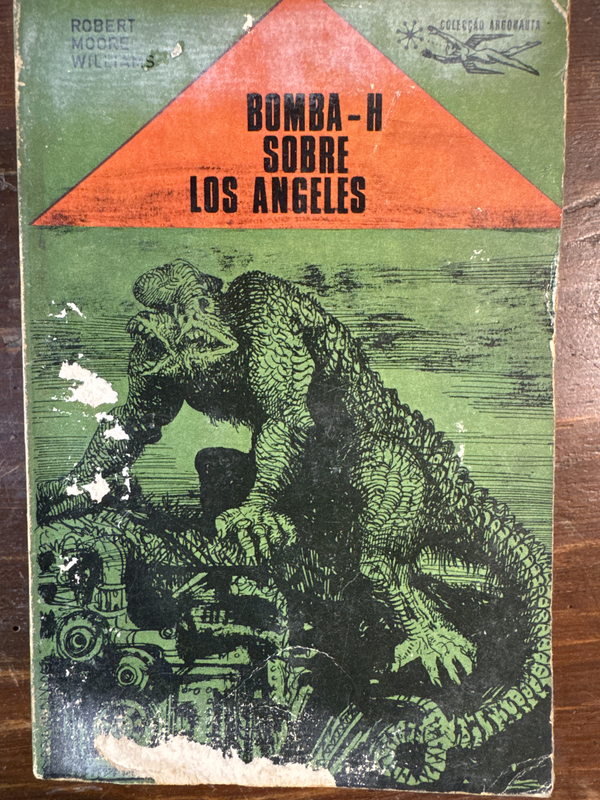 ROBERT
MOORE
WILLIAMS
COLECÇÃO ARGONAUTA
BOMBA-H
SOBRE
LOS ANGELES